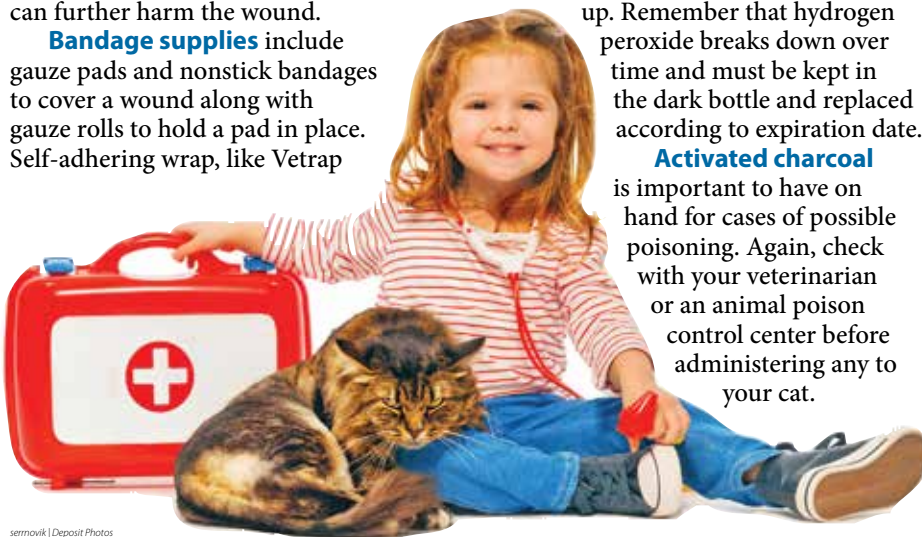 can further harm the wound.
Bandage supplies include
gauze pads and nonstick bandages
to cover a wound along with
gauze rolls to hold a pad in place.
Self-adhering wrap, like Vetrap
up. Remember that hydrogen
peroxide breaks down over
time and must be kept in
the dark bottle and replaced
according to expiration date.
Activated charcoal
is important to have on
hand for cases of possible
poisoning. Again, check
with your veterinarian
or an animal poison
control center before
administering any to
your cat.
serrnovik | Deposit Photos